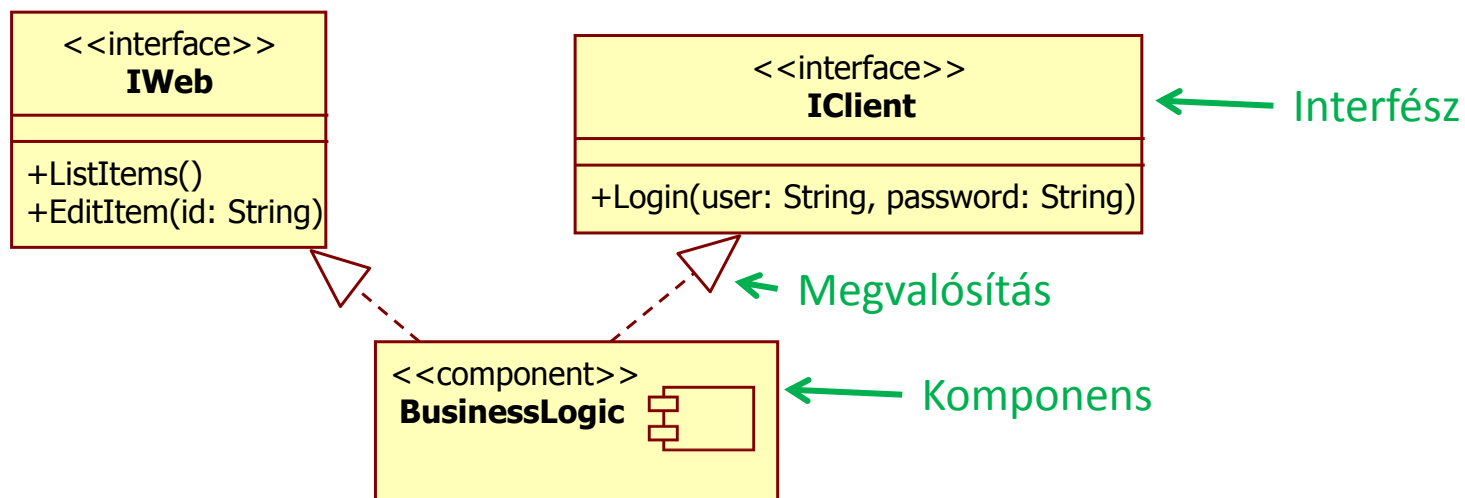 <<interface>>
IWeb
+ListItems()
+EditItem(id: String)
<<interface>>
IClient
+Login(user: String, password: String)
Interfész
Megvalósítás
<<component>>
BusinessLogic
Komponens